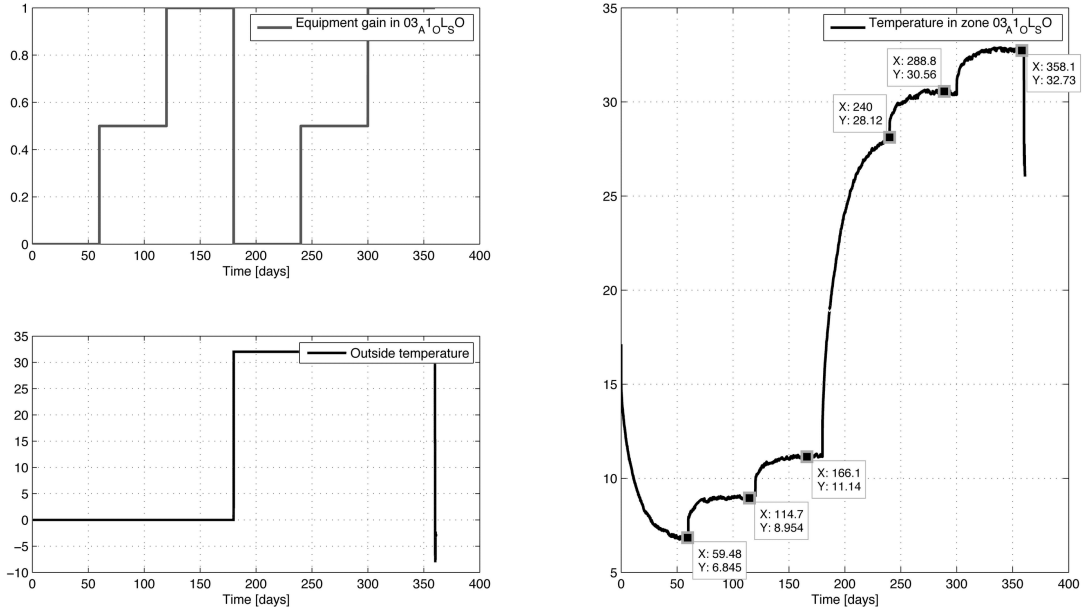 Equipment gain in 03_A1_OL_SO
1
0.8
0.6
0.4
0.2
0
0 50 100 150 200 250 300 350 400
Time [days]
Outside temperature
35
30
25
20
15
10
5
0
−5
−10
0 50 100 150 200 250 300 350 400
Time [days]
Temperature in zone 03_A1_OL_SO
35
30
25
20
15
10
5
X: 288.8
Y: 30.56
X: 358.1
Y: 32.73
X: 240
Y: 28.12
X: 166.1
Y: 11.14
X: 114.7
Y: 8.954
X: 59.48
Y: 6.845
0 50 100 150 200 250 300 350 400
Time [days]